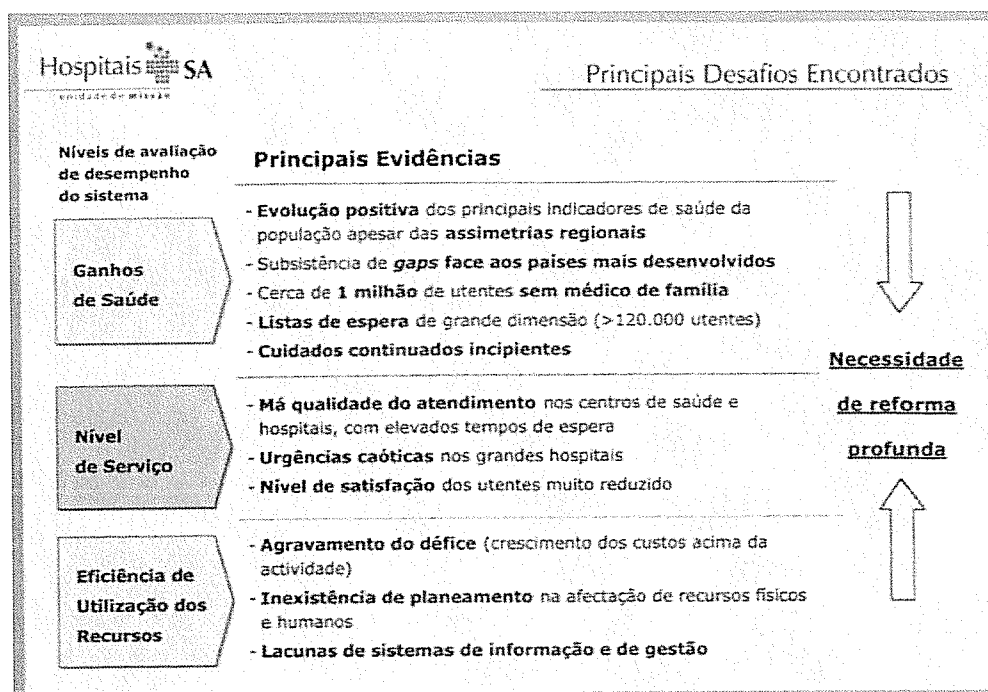 Hospitais SA
unidade de missão
Principais Desafios Encontrados
Níveis de avaliação
de desempenho
do sistema
Principais Evidências
Ganhos
de Saúde
- Evolução positiva dos principais indicadores de saúde da
população apesar das assimetrias regionais
- Subsistência de gaps face aos países mais desenvolvidos
- Cerca de 1 milhão de utentes sem médico de família
- Listas de espera de grande dimensão (>120.000 utentes)
- Cuidados continuados incipientes
Nível
de Serviço
- Má qualidade do atendimento nos centros de saúde e
hospitais, com elevados tempos de espera
- Urgências caóticas nos grandes hospitais
- Nível de satisfação dos utentes muito reduzido
Eficiência de
Utilização dos
Recursos
- Agravamento do défice (crescimento dos custos acima da
actividade)
- Inexistência de planeamento na afectação de recursos físicos
e humanos
- Lacunas de sistemas de informação e de gestão
Necessidade
de reforma
profunda